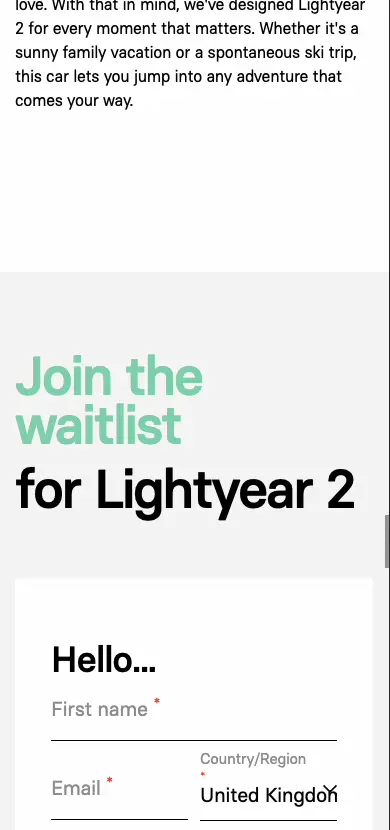 love. With that in mind, we've designed Lightyear
2 for every moment that matters. Whether it's a
sunny family vacation or a spontaneous ski trip,
this car lets you jump into any adventure that
comes your way.
Join the
waitlist
for Lightyear 2
Hello...
First name *
Country/Region
*
Email *
United Kingdom